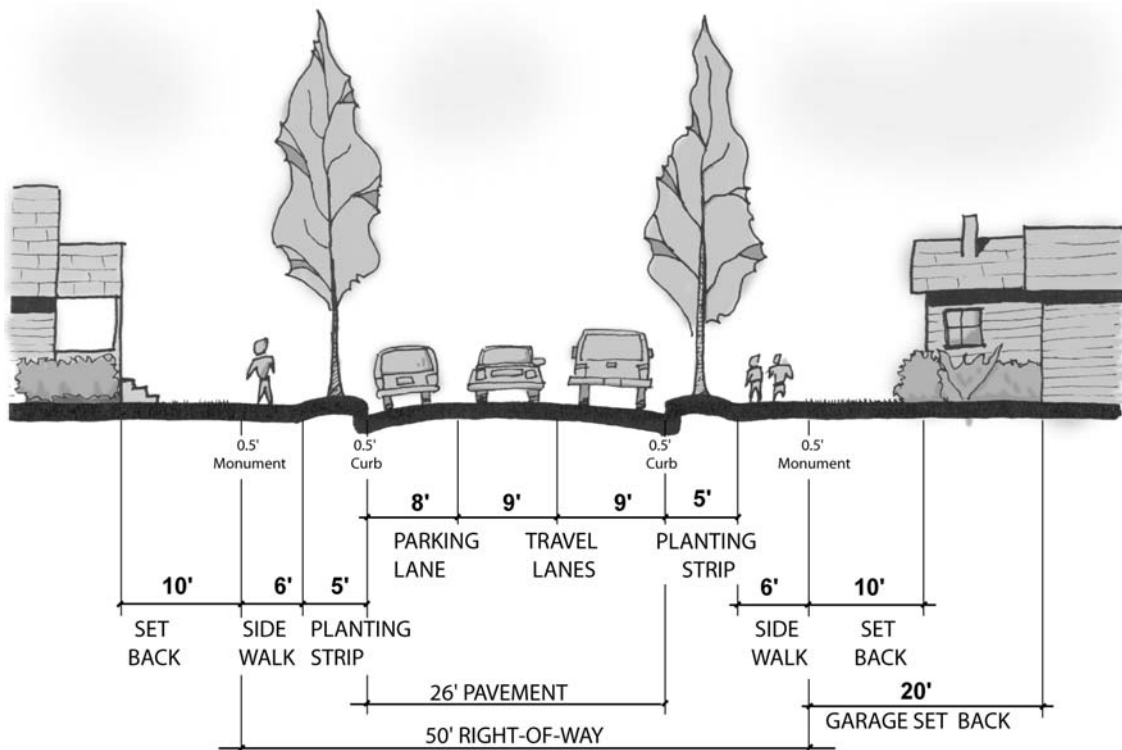 0.5'
Monument
0.5'
Curb
0.5'
Curb
0.5'
Monument
8'
9'
9'
5'
PARKING
LANE
TRAVEL
LANES
PLANTING
STRIP
10'
6'
5'
6'
10'
SET
BACK
SIDE
WALK
PLANTING
STRIP
SIDE
WALK
SET
BACK
26' PAVEMENT
20'
GARAGE SET BACK
50' RIGHT-OF-WAY